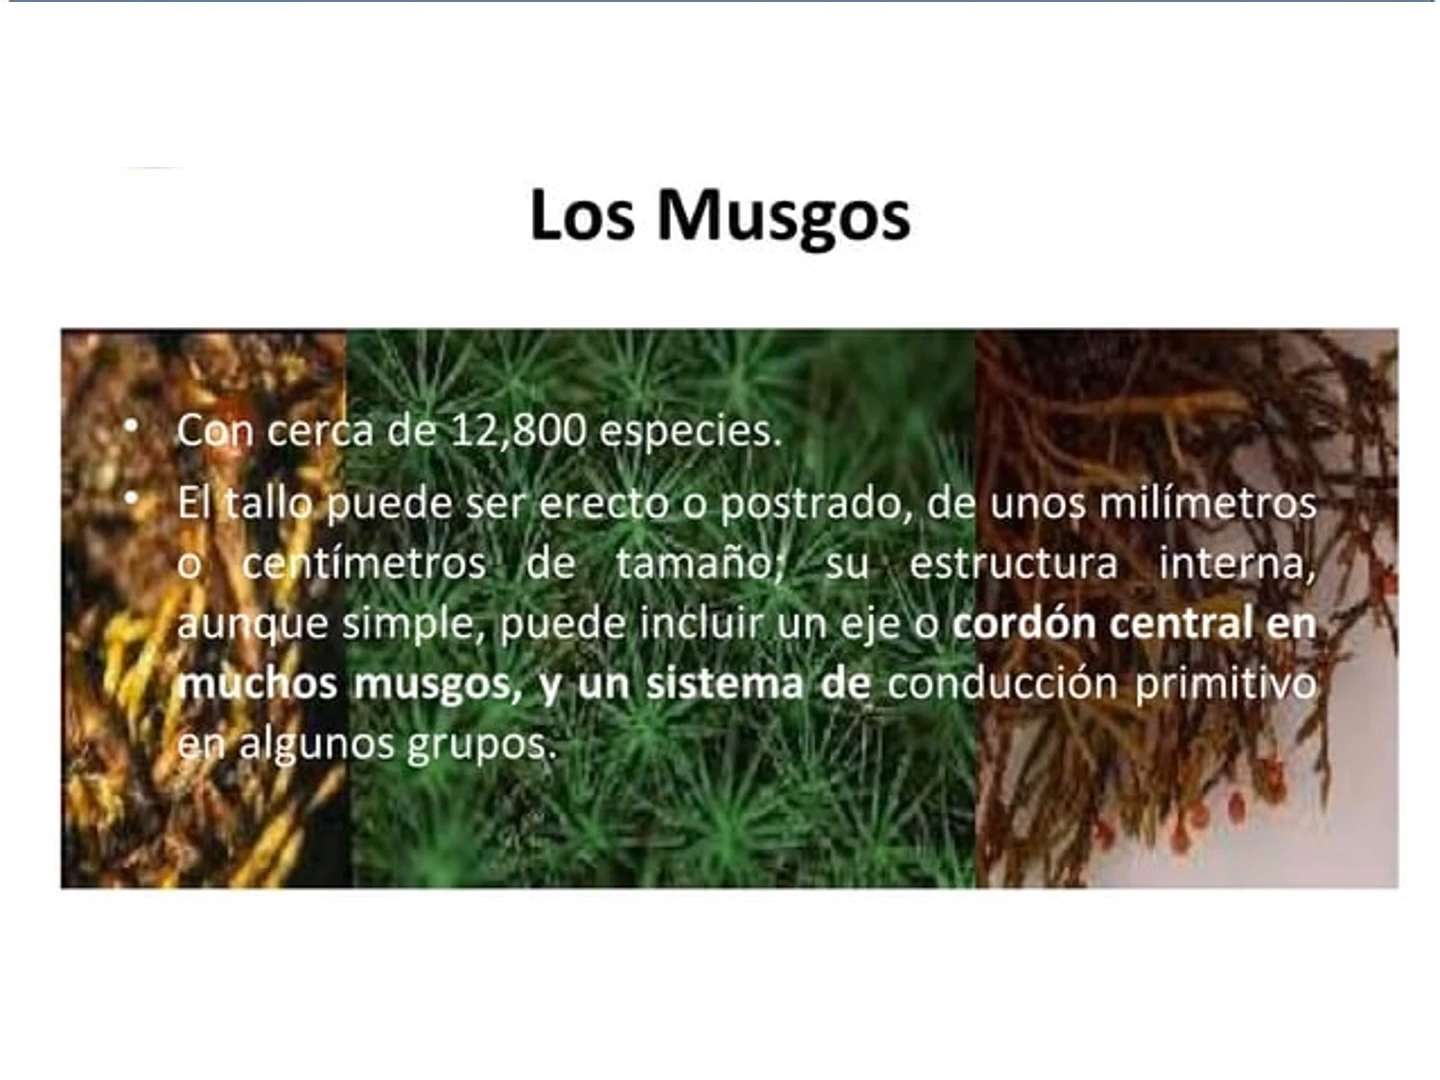 Los Musgos
• Con cerca de 12,800 especies.
• El tallo puede ser erecto o postrado, de unos milímetros
o centímetros de tamaño; su estructura interna,
aunque simple, puede incluir un eje o cordón central en
muchos musgos, y un sistema de conducción primitivo
en algunos grupos.